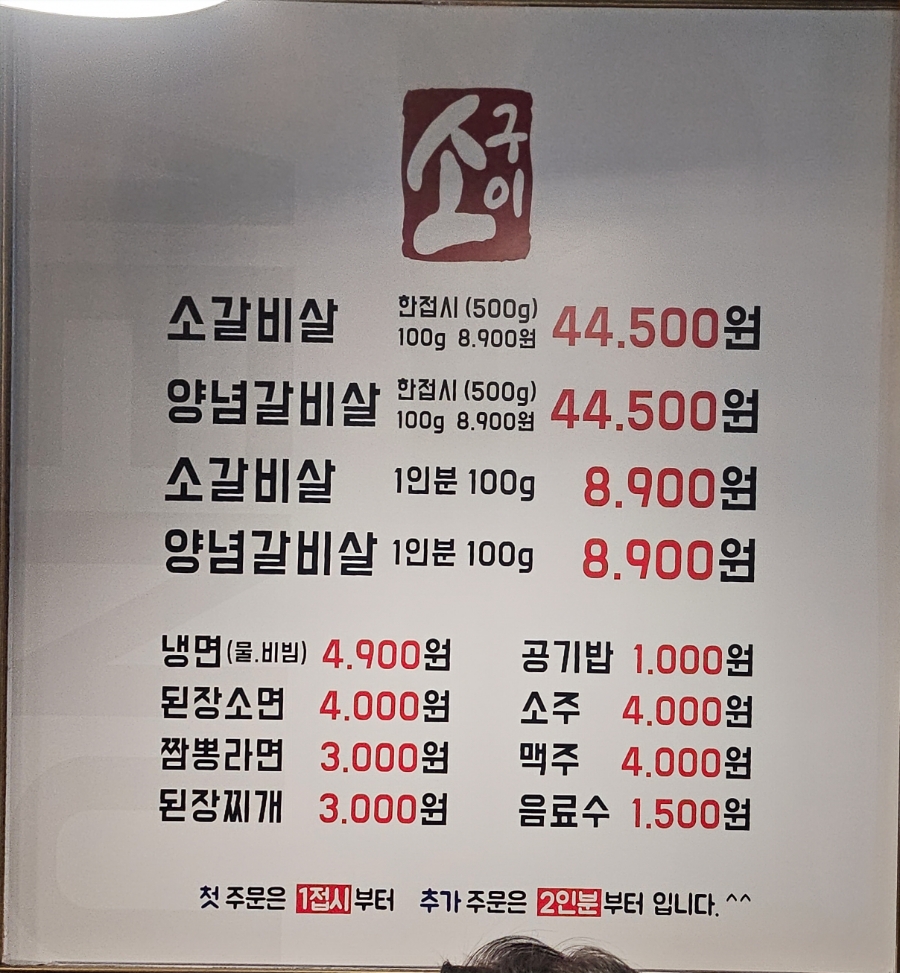 소구이
소갈비살 한접시 (500g) 44.500원
100g 8.900원
양념갈비살 한접시 (500g) 44.500원
100g 8.900원
소갈비살 1인분 100g 8.900원
양념갈비살 1인분 100g 8.900원
냉면 (물.비빔) 4.900원 공기밥 1.000원
된장소면 4.000원 소주 4.000원
짬뽕라면 3.000원 맥주 4.000원
된장찌개 3.000원 음료수 1.500원
첫 주문은 1접시부터 추가 주문은 2인분부터 입니다.^^